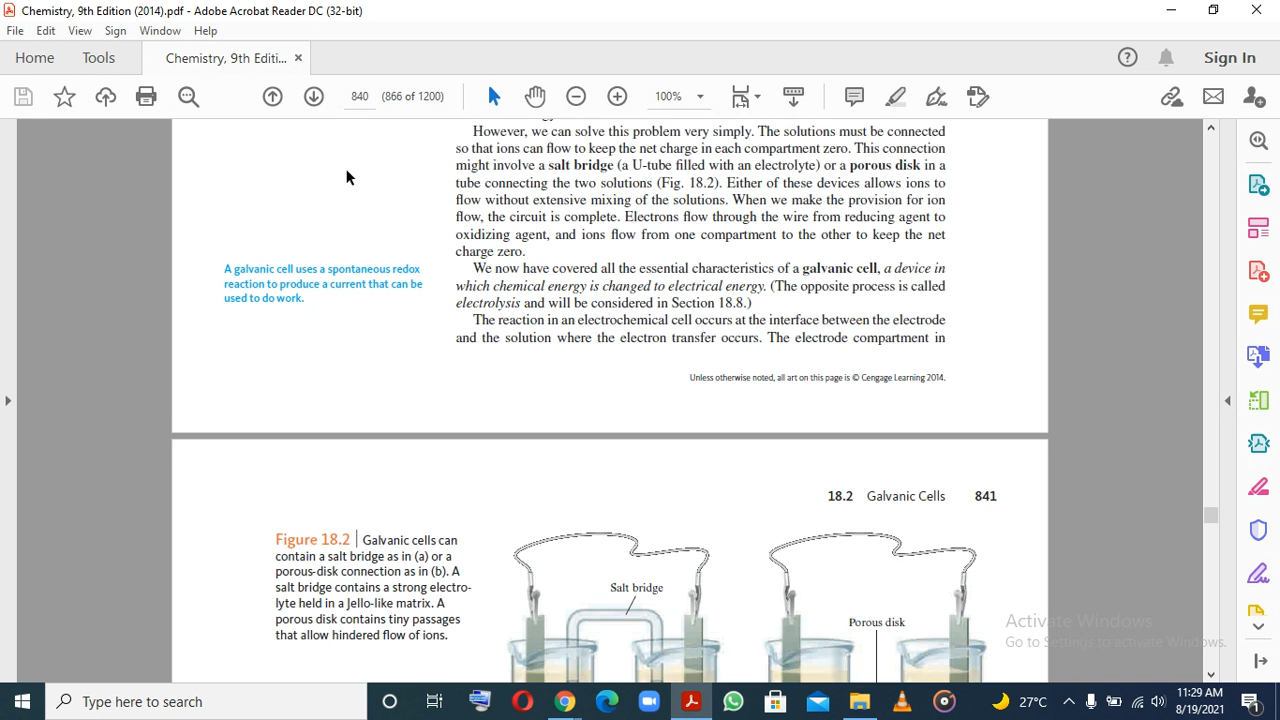 Chemistry, 9th Edition (2014).pdf - Adobe Acrobat Reader DC (32-bit)
File Edit View Sign Window Help
Home Tools Chemistry, 9th Editi... × Sign In
840 (866 of 1200) 100%
However, we can solve this problem very simply. The solutions must be connected
so that ions can flow to keep the net charge in each compartment zero. This connection
might involve a salt bridge (a U-tube filled with an electrolyte) or a porous disk in a
tube connecting the two solutions (Fig. 18.2). Either of these devices allows ions to
flow without extensive mixing of the solutions. When we make the provision for ion
flow, the circuit is complete. Electrons flow through the wire from reducing agent to
oxidizing agent, and ions flow from one compartment to the other to keep the net
charge zero.
We now have covered all the essential characteristics of a galvanic cell, a device in
which chemical energy is changed to electrical energy. (The opposite process is called
electrolysis and will be considered in Section 18.8.)
The reaction in an electrochemical cell occurs at the interface between the electrode
and the solution where the electron transfer occurs. The electrode compartment in
A galvanic cell uses a spontaneous redox
reaction to produce a current that can be
used to do work.
Unless otherwise noted, all art on this page is © Cengage Learning 2014.
18.2 Galvanic Cells 841
Figure 18.2 | Galvanic cells can
contain a salt bridge as in (a) or a
porous-disk connection as in (b). A
salt bridge contains a strong electro-
lyte held in a Jello-like matrix. A
porous disk contains tiny passages
that allow hindered flow of ions.
Salt bridge
Porous disk
Activate Windows
Go to Settings to activate Windows.
Type here to search
27°C
11:29 AM
8/19/2021
1